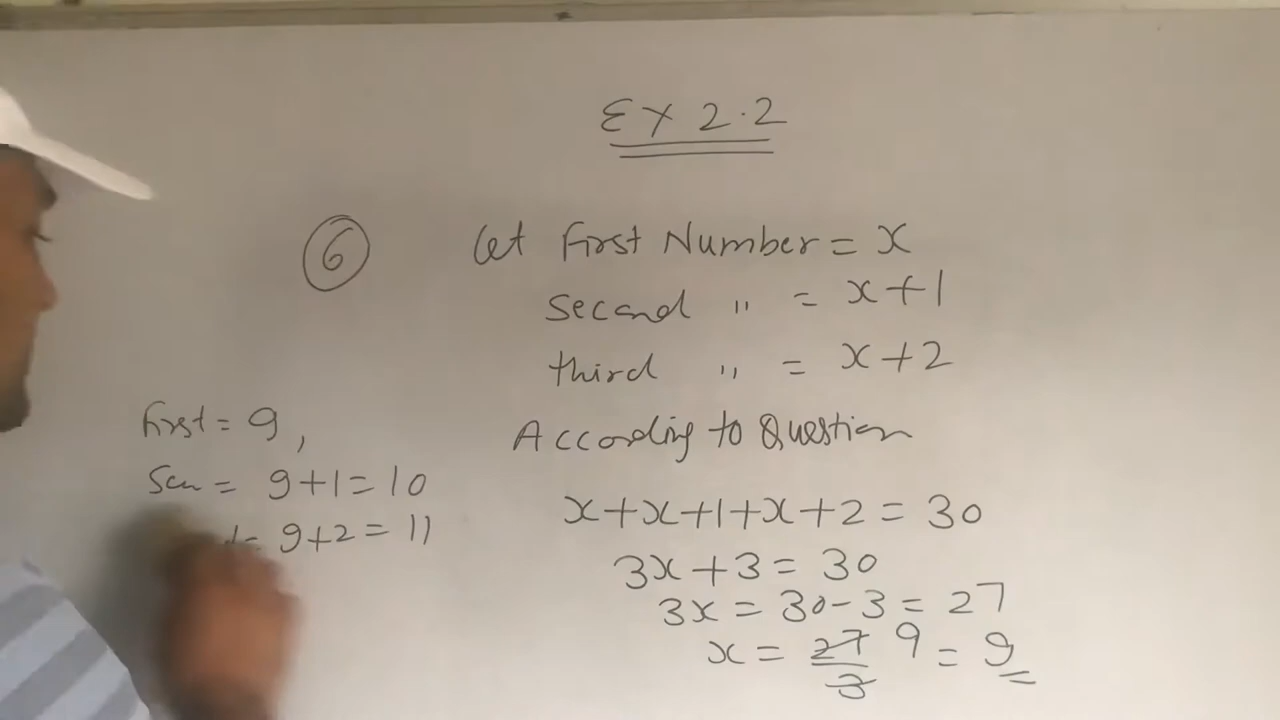 EX 2.2
6
Let First Number = x
Second " = x+1
third " = x+2
According to Question
x+x+1+x+2 = 30
3x+3 = 30
3x = 30-3 = 27
x = 27/3 9 = 9
First = 9,
Sec = 9+1 = 10
= 9+2 = 11